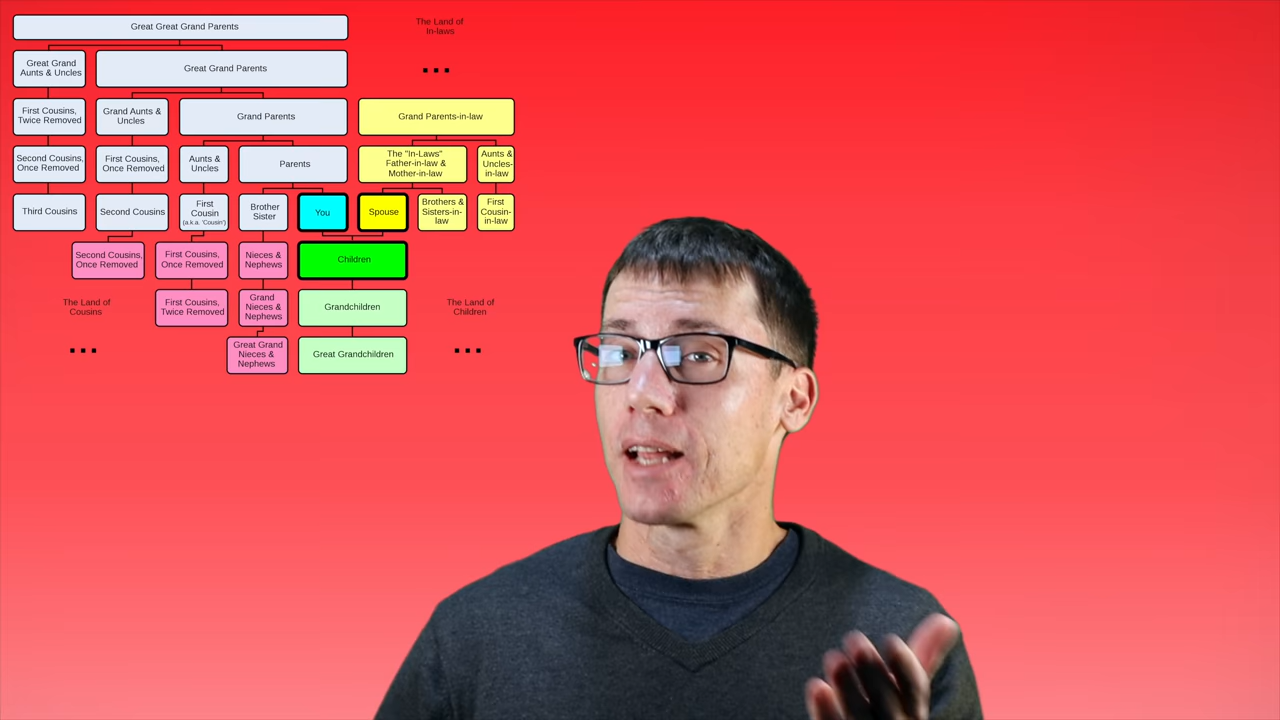 Great Great Grand Parents
The Land of
In-laws
...
Great Grand
Aunts & Uncles
Great Grand Parents
First Cousins,
Twice Removed
Grand Aunts &
Uncles
Grand Parents
Grand Parents-in-law
Second Cousins,
Once Removed
First Cousins,
Once Removed
Aunts &
Uncles
Parents
The "In-Laws"
Father-in-law &
Mother-in-law
Aunts &
Uncles-
in-law
Third Cousins
Second Cousins
First
Cousin
(a.k.a. 'Cousin')
Brother
Sister
You
Spouse
Brothers &
Sisters-in-
law
First
Cousin-
in-law
Second Cousins,
Once Removed
First Cousins,
Once Removed
Nieces &
Nephews
Children
The Land of
Cousins
...
First Cousins,
Twice Removed
Grand
Nieces &
Nephews
Grandchildren
The Land of
Children
...
Great Grand
Nieces &
Nephews
Great Grandchildren